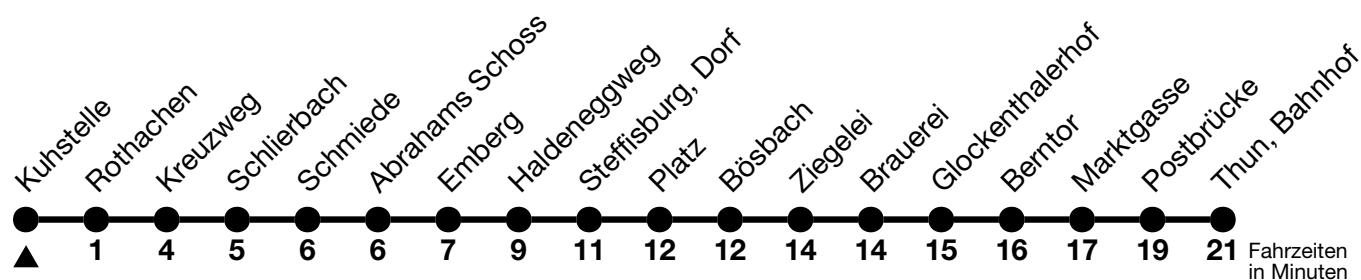 Kuhstelle
Rothachen
Kreuzweg
Schlierbach
Schmiede
Abrahams Schoss
Emberg
Haldeneggweg
Steffisburg, Dorf
Platz
Bösbach
Ziegelei
Brauerei
Glockenthalerhof
Berntor
Marktgasse
Postbrücke
Thun, Bahnhof
1 4 5 6 6 7 9 11 12 12 14 14 15 16 17 19 21 Fahrzeiten
in Minuten